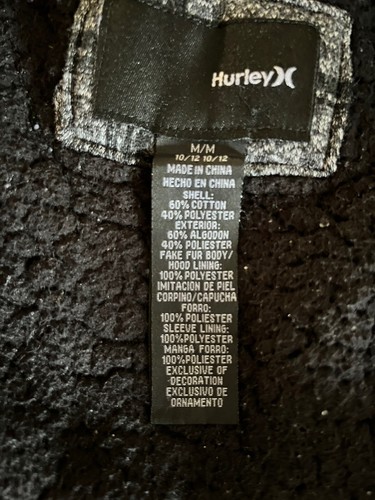 Hurley
M/M
10/12 10/12
MADE IN CHINA
HECHO EN CHINA
SHELL:
60% COTTON
40% POLYESTER
EXTERIOR:
60% ALGODON
40% POLIESTER
FAKE FUR BODY/
HOOD LINING:
100% POLYESTER
IMITACION DE PIEL
CORPINO/CAPUCHA
FORRO:
100% POLIESTER
SLEEVE LINING:
100%POLYESTER
MANGA FORRO:
100%POLIESTER
EXCLUSIVE OF
DECORATION
EXCLUSIVO DE
ORNAMENTO